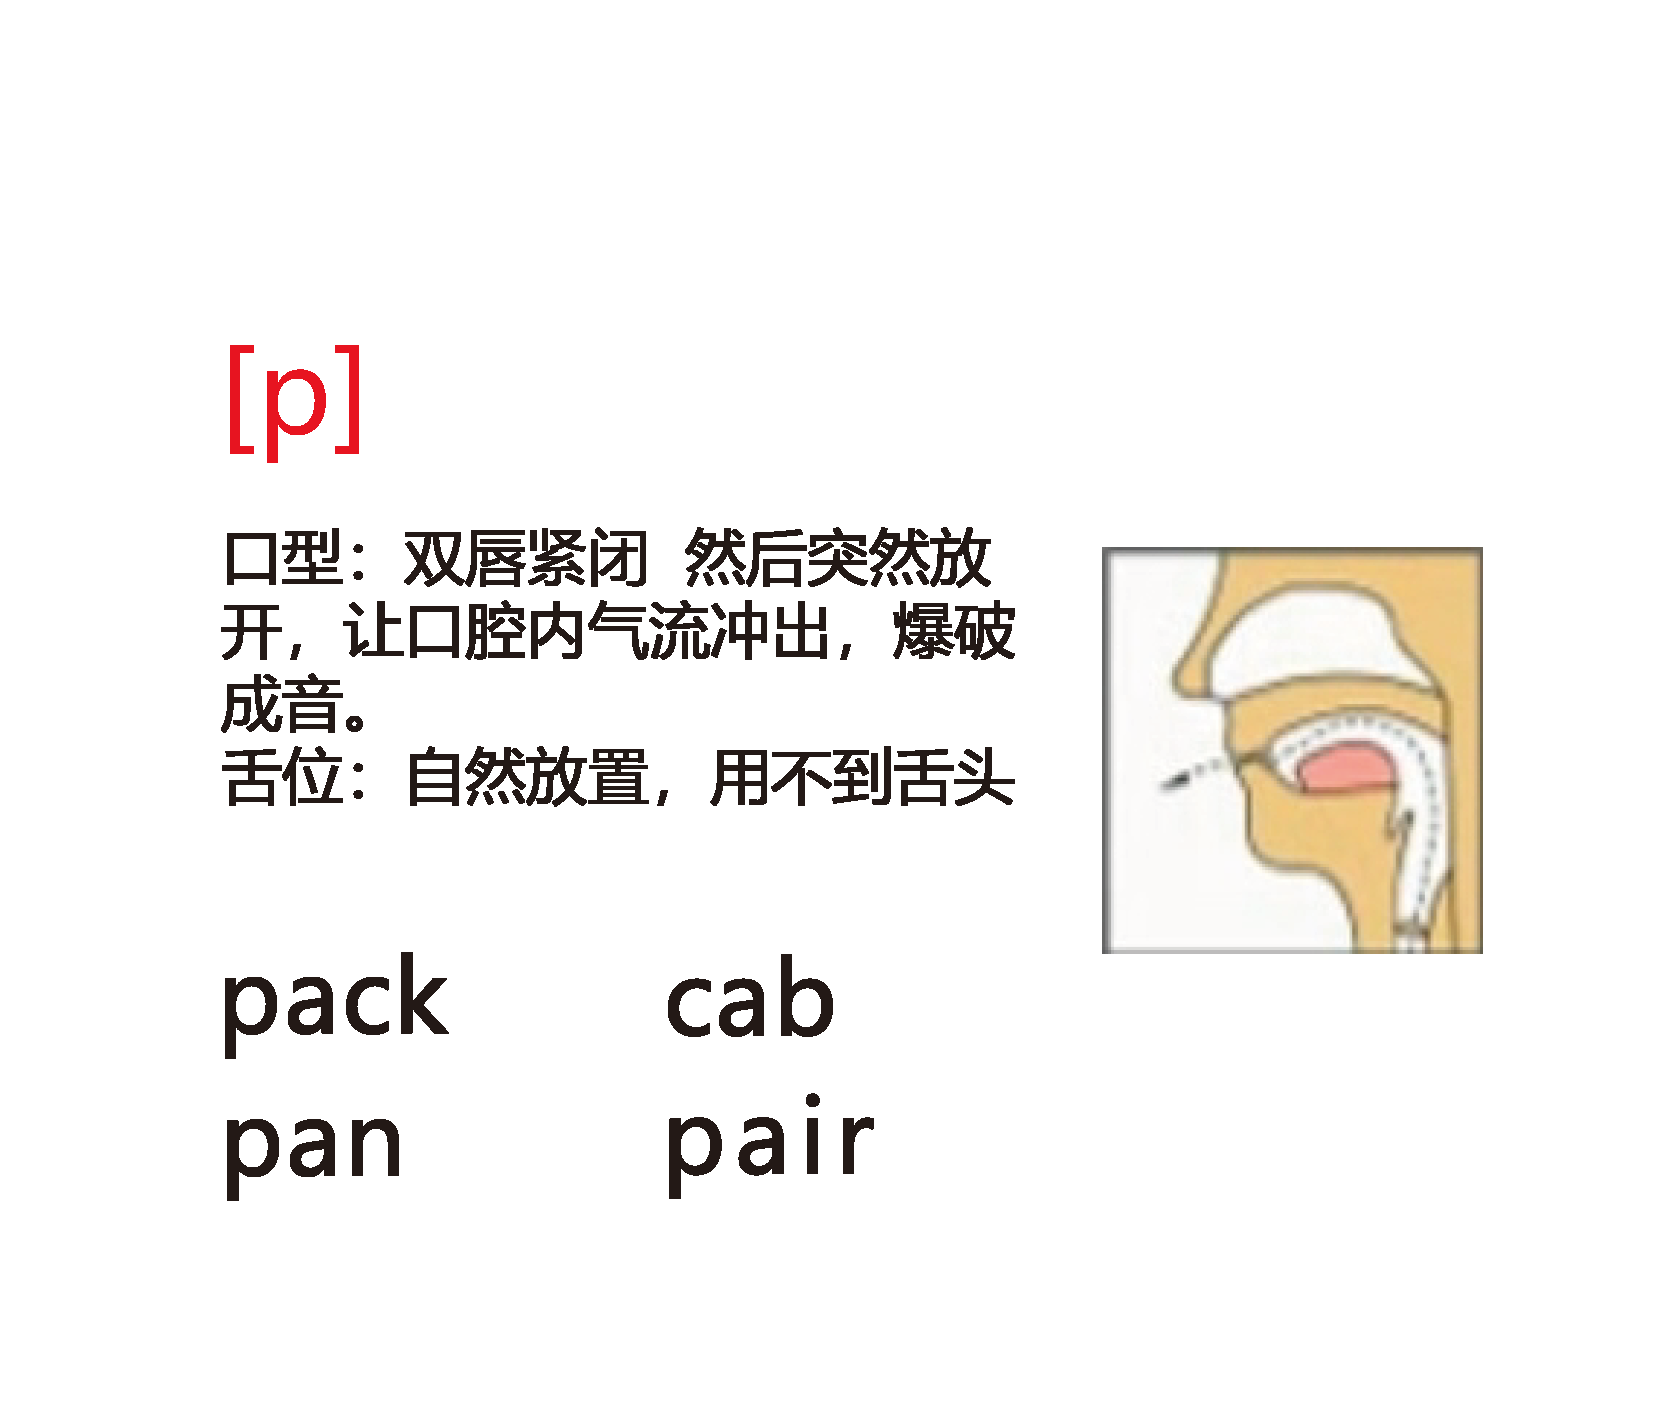 [p]
口型：双唇紧闭 然后突然放
开，让口腔内气流冲出，爆破
成音。
舌位：自然放置，用不到舌头
pack cab
pan pair